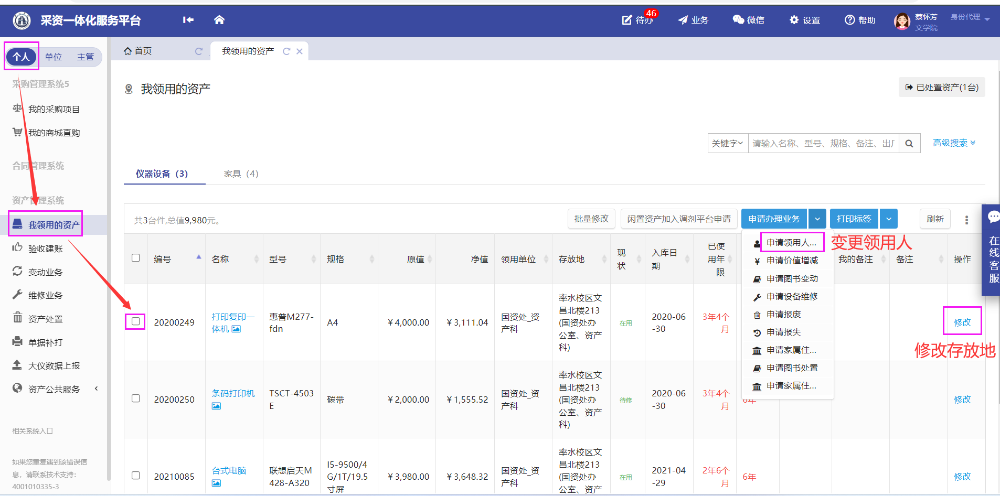 采资一体化服务平台
待办
46
业务
微信
设置
帮助
蔡怀芳
文学院
身份代理
个人
单位
主管
首页
我领用的资产
采购管理系统5
我的采购项目
我的商城直购
合同管理系统
资产管理系统
我领用的资产
验收建账
变动业务
维修业务
资产处置
单据补打
大仪数据上报
资产公共服务
相关系统入口
如果您重复遇到该错误信
息，请联系技术支持：
4001010335-3
我领用的资产
已处置资产(1台)
关键字
请输入名称、型号、规格、备注、出厂
高级搜索
仪器设备（3）
家具（4）
共3台件,总值9,980元。
批量修改
闲置资产加入调剂平台申请
申请办理业务
打印标签
刷新
申请领用人...
变更领用人
申请价值增减
申请图书变动
申请设备维修
申请报废
申请报失
申请家属住...
申请图书处置
申请家属住...
编号
名称
型号
规格
原值
净值
领用单位
存放地
现
状
入库日
期
已使
用年
限
我的备注
备注
操作
20200249
打印复印一
体机
惠普M277-
fdn
A4
￥4,000.00
￥3,111.04
国资处_资
产科
率水校区文
昌北楼213
(国资处办
公室、资产
科)
在用
2020-06
-30
3年4个
月
修改
修改存放地
20200250
条码打印机
TSCT-4503
E
碳带
￥2,000.00
￥1,555.52
国资处_资
产科
率水校区文
昌北楼213
(国资处办
公室、资产
科)
待修
2020-06
-30
3年4个
月
6年
修改
20210085
台式电脑
联想启天M
428-A320
I5-9500/4
G/1T/19.5
寸屏
￥3,980.00
￥3,648.32
国资处_资
产科
率水校区文
昌北楼213
(国资处办
公室、资产
在用
2021-04
-29
2年6个
月
6年
修改
在
线
客
服